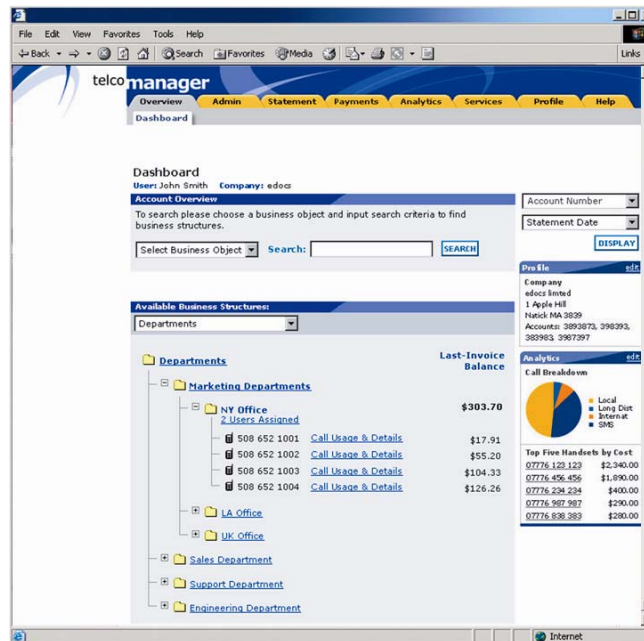 File Edit View Favorites Tools Help
Back Search Favorites Media Links
telco manager
Overview Admin Statement Payments Analytics Services Profile Help
Dashboard
Dashboard
User: John Smith Company: edocs
Account Overview
To search please choose a business object and input search criteria to find
business structures.
Select Business Object Search: SEARCH
Account Number
Statement Date
DISPLAY
Profile edit
Company
edocs limted
1 Apple Hill
Natick MA 3839
Accounts: 3893873, 398393,
383983, 3987397
Available Business Structures:
Departments
Departments Last-Invoice
Balance
Marketing Departments
NY Office $303.70
2 Users Assigned
508 652 1001 Call Usage & Details $17.91
508 652 1002 Call Usage & Details $55.20
508 652 1003 Call Usage & Details $104.33
508 652 1004 Call Usage & Details $126.26
LA Office
UK Office
Sales Department
Support Department
Engineering Department
Analytics edit
Call Breakdown
Local
Long Dist
Internat
SMS
Top Five Handsets by Cost
07776 123 123 $2,340.00
07776 456 456 $1,890.00
07776 234 234 $400.00
07776 987 987 $290.00
07776 838 383 $280.00
Internet